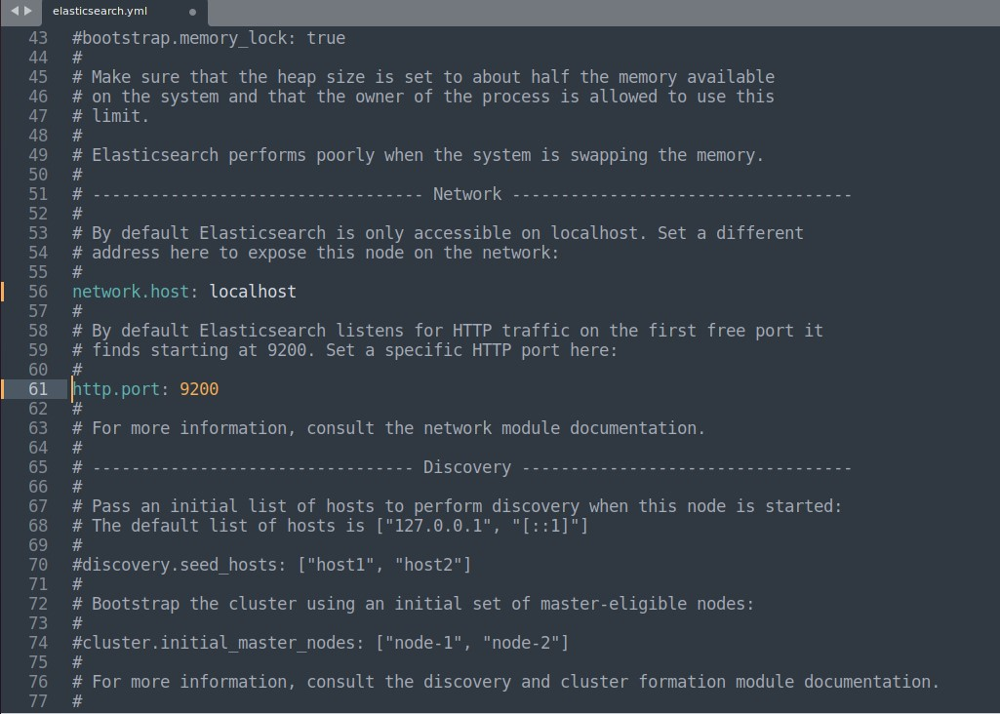 elasticsearch.yml
43 #bootstrap.memory_lock: true
44 #
45 # Make sure that the heap size is set to about half the memory available
46 # on the system and that the owner of the process is allowed to use this
47 # limit.
48 #
49 # Elasticsearch performs poorly when the system is swapping the memory.
50 #
51 # ---------------------------------- Network -----------------------------------
52 #
53 # By default Elasticsearch is only accessible on localhost. Set a different
54 # address here to expose this node on the network:
55 #
56 network.host: localhost
57 #
58 # By default Elasticsearch listens for HTTP traffic on the first free port it
59 # finds starting at 9200. Set a specific HTTP port here:
60 #
61 http.port: 9200
62 #
63 # For more information, consult the network module documentation.
64 #
65 # --------------------------------- Discovery ----------------------------------
66 #
67 # Pass an initial list of hosts to perform discovery when this node is started:
68 # The default list of hosts is ["127.0.0.1", "[::1]"]
69 #
70 #discovery.seed_hosts: ["host1", "host2"]
71 #
72 # Bootstrap the cluster using an initial set of master-eligible nodes:
73 #
74 #cluster.initial_master_nodes: ["node-1", "node-2"]
75 #
76 # For more information, consult the discovery and cluster formation module documentation.
77 #